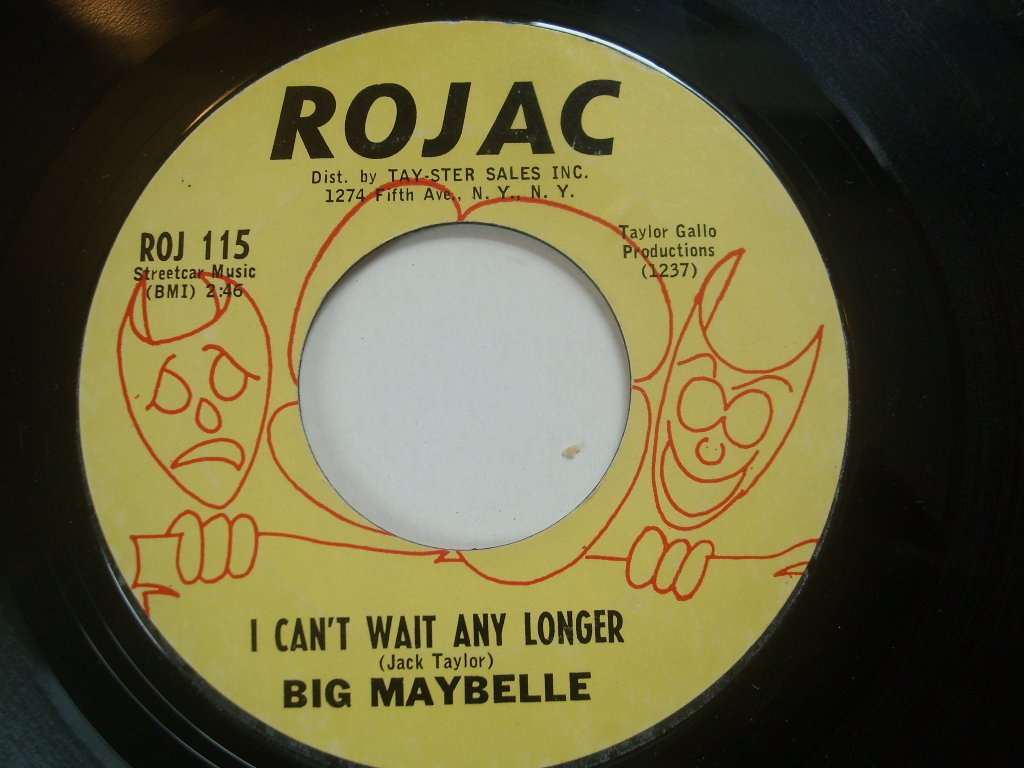 ROJAC
Dist. by TAY-STER SALES INC.
1274 Fifth Ave., N. Y., N. Y.
ROJ 115
Streetcar Music
(BMI) 2:46
Taylor Gallo
Productions
(1237)
I CAN'T WAIT ANY LONGER
(Jack Taylor)
BIG MAYBELLE